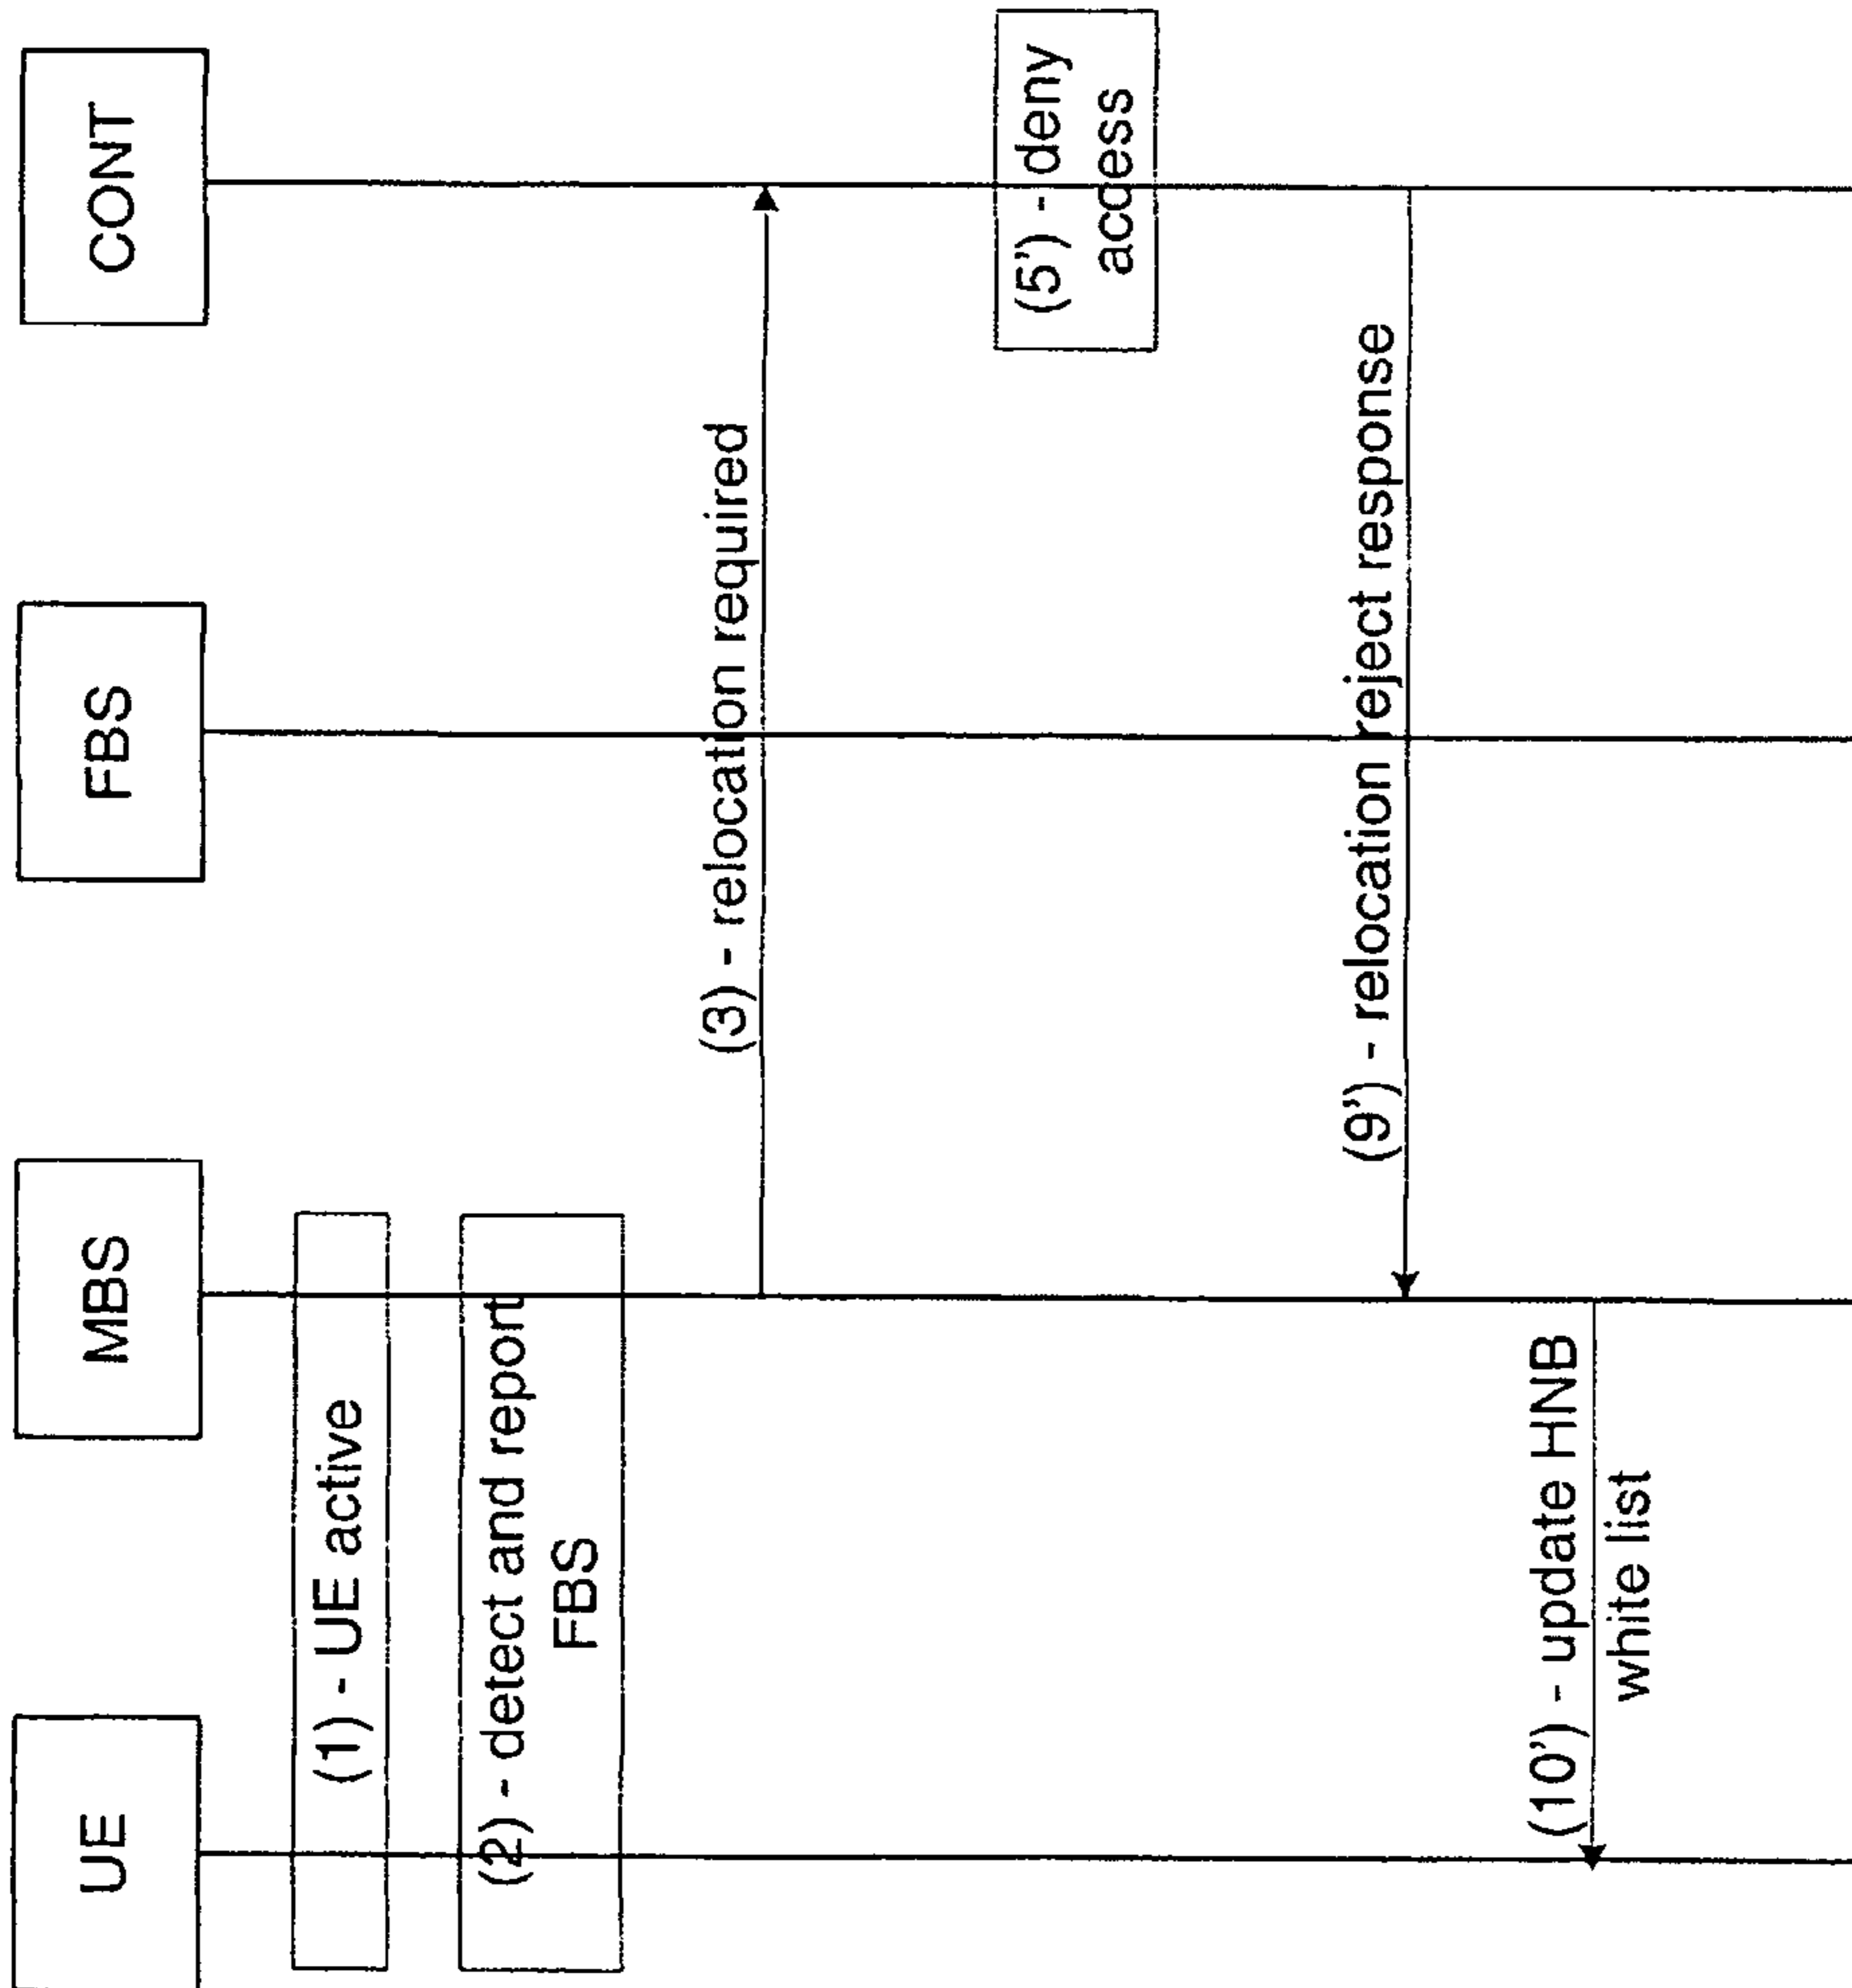 UE
MBS
FBS
CONT
(1) - UE active
(2) - detect and report
FBS
(3) - relocation required
(5') - deny
access
(9') - relocation reject response
(10') - update HNB
white list